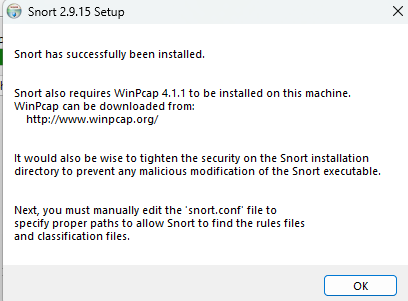 Snort 2.9.15 Setup
Snort has successfully been installed.
Snort also requires WinPcap 4.1.1 to be installed on this machine.
WinPcap can be downloaded from:
http://www.winpcap.org/
It would also be wise to tighten the security on the Snort installation
directory to prevent any malicious modification of the Snort executable.
Next, you must manually edit the 'snort.conf' file to
specify proper paths to allow Snort to find the rules files
and classification files.
OK